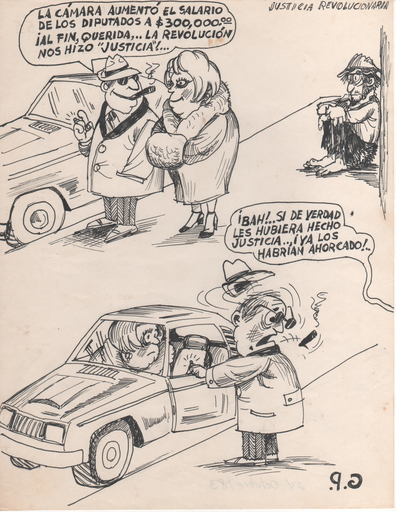 JUSTICIA REVOLUCIONARIA
LA CÁMARA AUMENTÓ EL SALARIO
DE LOS DIPUTADOS A $300,000.00
¡AL FIN, QUERIDA,.. LA REVOLUCIÓN
NOS HIZO "JUSTICIA"!...
¡BAH!.. SI DE VERDAD
LES HUBIERA HECHO
JUSTICIA..,¡YA LOS
HABRÍAN AHORCADO!.